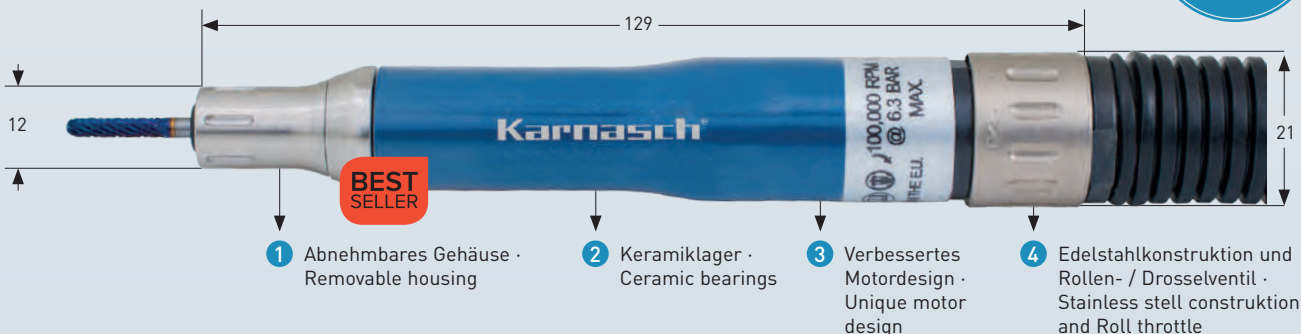 129
12
Karnasch®
100,000 RPM
@ 6.3 BAR
MAX.
THE E.U.
21
BEST
SELLER
1 Abnehmbares Gehäuse ·
Removable housing
2 Keramiklager ·
Ceramic bearings
3 Verbessertes
Motordesign ·
Unique motor
design
4 Edelstahlkonstruktion und
Rollen- / Drosselventil ·
Stainless stell construktion
and Roll throttle